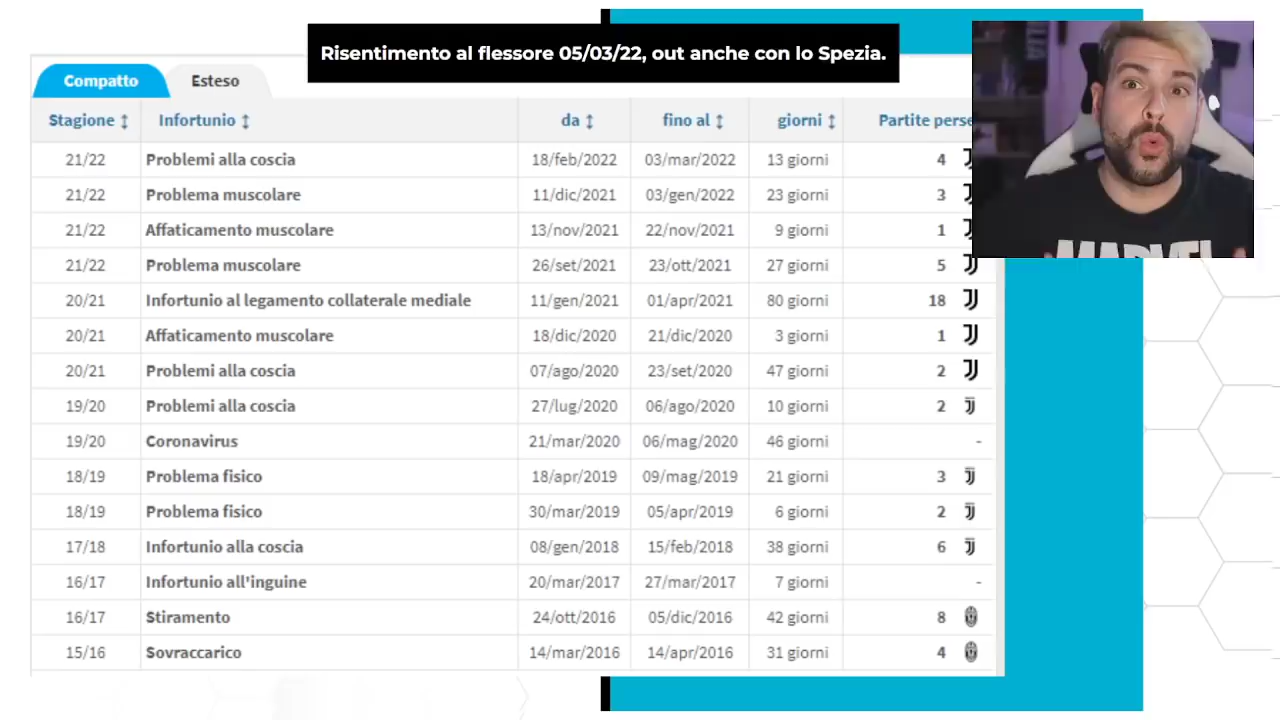 Risentimento al flessore 05/03/22, out anche con lo Spezia.
Compatto Esteso
Stagione Infortunio da fino al giorni Partite perse
21/22 Problemi alla coscia 18/feb/2022 03/mar/2022 13 giorni 4
21/22 Problema muscolare 11/dic/2021 03/gen/2022 23 giorni 3
21/22 Affaticamento muscolare 13/nov/2021 22/nov/2021 9 giorni 1
21/22 Problema muscolare 26/set/2021 23/ott/2021 27 giorni 5
20/21 Infortunio al legamento collaterale mediale 11/gen/2021 01/apr/2021 80 giorni 18
20/21 Affaticamento muscolare 18/dic/2020 21/dic/2020 3 giorni 1
20/21 Problemi alla coscia 07/ago/2020 23/set/2020 47 giorni 2
19/20 Problemi alla coscia 27/lug/2020 06/ago/2020 10 giorni 2
19/20 Coronavirus 21/mar/2020 06/mag/2020 46 giorni -
18/19 Problema fisico 18/apr/2019 09/mag/2019 21 giorni 3
18/19 Problema fisico 30/mar/2019 05/apr/2019 6 giorni 2
17/18 Infortunio alla coscia 08/gen/2018 15/feb/2018 38 giorni 6
16/17 Infortunio all'inguine 20/mar/2017 27/mar/2017 7 giorni -
16/17 Stiramento 24/ott/2016 05/dic/2016 42 giorni 8
15/16 Sovraccarico 14/mar/2016 14/apr/2016 31 giorni 4
MARVEL